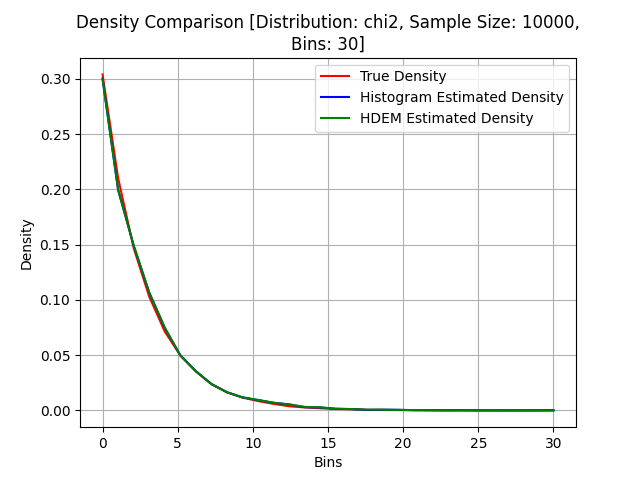 Density Comparison [Distribution: chi2, Sample Size: 10000,
Bins: 30]
True Density
Histogram Estimated Density
HDEM Estimated Density
Density
0.30
0.25
0.20
0.15
0.10
0.05
0.00
0 5 10 15 20 25 30
Bins